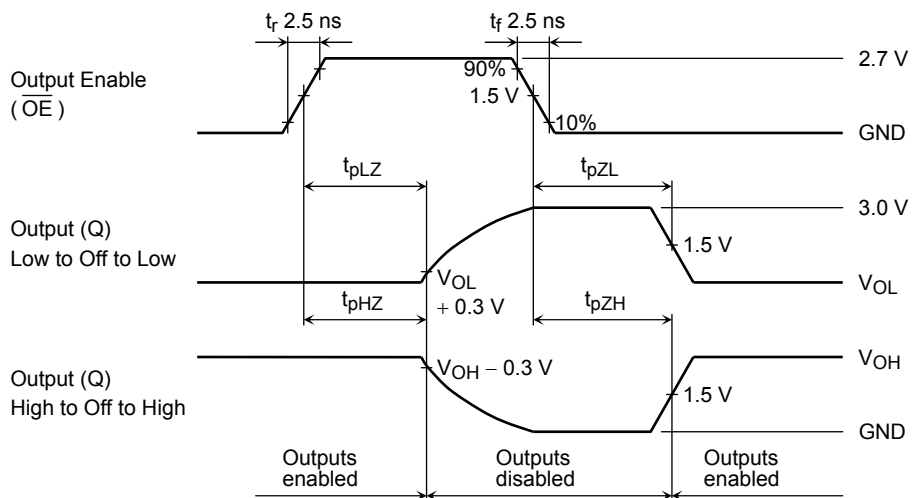 tr 2.5 ns
tf 2.5 ns
Output Enable
( OE )
90%
1.5 V
10%
2.7 V
GND
tpLZ
tpZL
Output (Q)
Low to Off to Low
3.0 V
1.5 V
VOL
+ 0.3 V
VOL
tpHZ
tpZH
Output (Q)
High to Off to High
VOH − 0.3 V
VOH
1.5 V
GND
Outputs
enabled
Outputs
disabled
Outputs
enabled